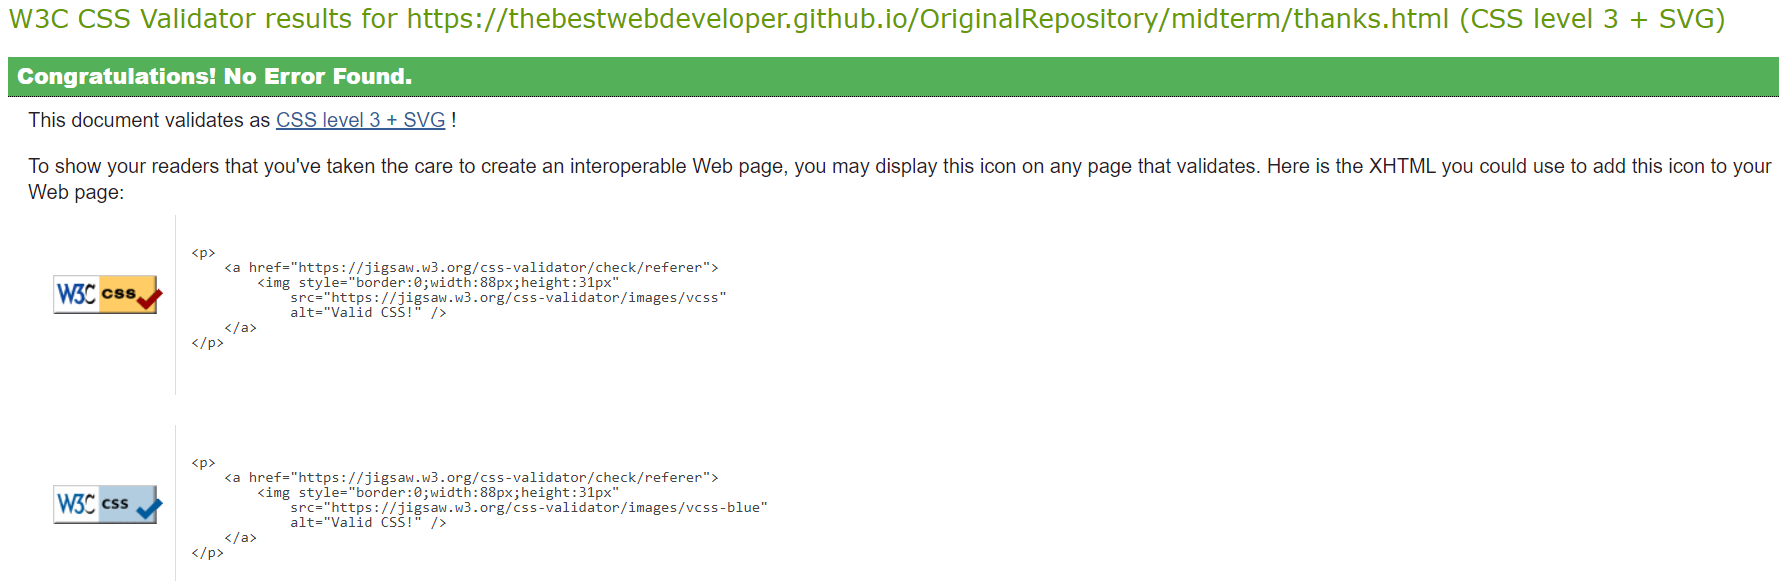 W3C CSS Validator results for https://thebestwebdeveloper.github.io/OriginalRepository/midterm/thanks.html (CSS level 3 + SVG)
Congratulations! No Error Found.
This document validates as CSS level 3 + SVG !
To show your readers that you've taken the care to create an interoperable Web page, you may display this icon on any page that validates. Here is the XHTML you could use to add this icon to your
Web page:
W3C css
<p>
    <a href="https://jigsaw.w3.org/css-validator/check/referer">
        <img style="border:0;width:88px;height:31px"
            src="https://jigsaw.w3.org/css-validator/images/vcss"
            alt="Valid CSS!" />
    </a>
</p>
W3C css
<p>
    <a href="https://jigsaw.w3.org/css-validator/check/referer">
        <img style="border:0;width:88px;height:31px"
            src="https://jigsaw.w3.org/css-validator/images/vcss-blue"
            alt="Valid CSS!" />
    </a>
</p>